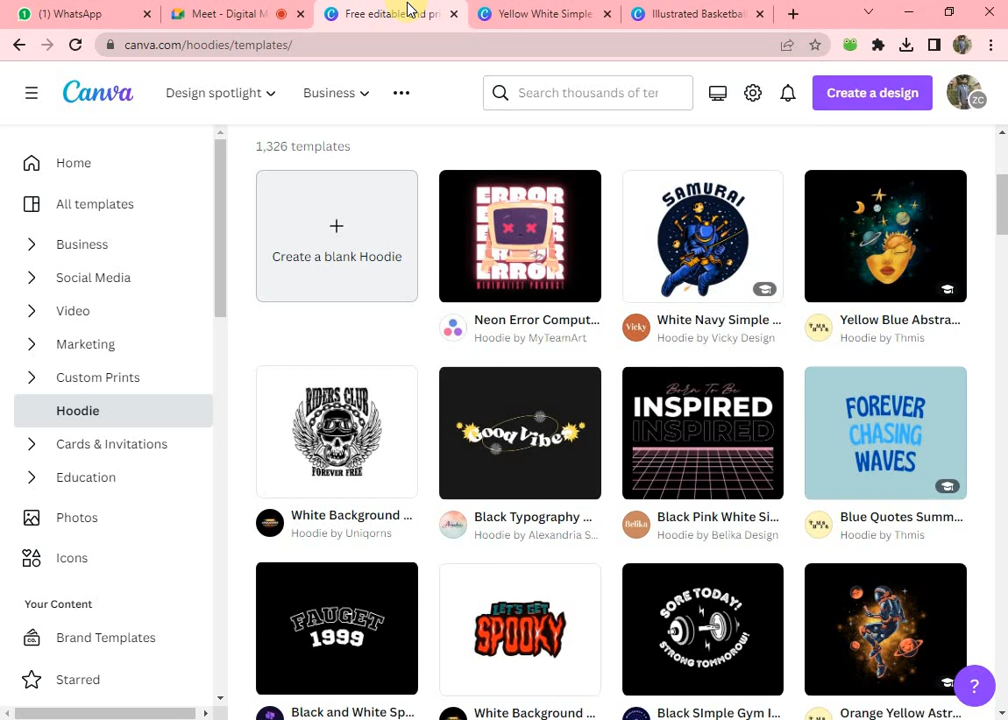 (1) WhatsApp
Meet - Digital M
Free editable and pri
Yellow White Simple
Illustrated Basketbal
canva.com/hoodies/templates/
Canva
Design spotlight
Business
Search thousands of ter
Create a design
ZC
Home
All templates
Business
Social Media
Video
Marketing
Custom Prints
Hoodie
Cards & Invitations
Education
Photos
Icons
Your Content
Brand Templates
Starred
1,326 templates
Create a blank Hoodie
ERROR
ERROR
ERROR
MINIMALIST PRODUCT
Neon Error Comput...
Hoodie by MyTeamArt
SAMURAI
Vicky
White Navy Simple ...
Hoodie by Vicky Design
Yellow Blue Abstra...
Hoodie by Thmis
RIDERS CLUB
FOREVER FREE
White Background ...
Hoodie by Uniqorns
Good Vibes
Black Typography ...
Hoodie by Alexandria S...
Born To Be
INSPIRED
INSPIRED
Belika
Black Pink White Si...
Hoodie by Belika Design
FOREVER
CHASING
WAVES
Blue Quotes Summ...
Hoodie by Thmis
FAUGET
1999
Black and White Sp...
LET'S GET
SPOOKY
White Background ...
SORE TODAY!
STRONG TOMMOROW!
Black SImple Gym I...
Orange Yellow Astr...
?